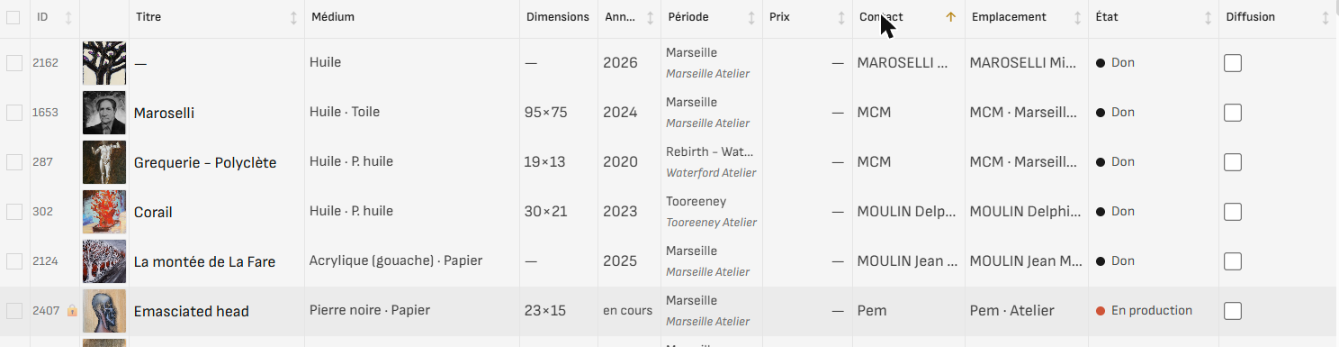 ID Titre Médium Dimensions Ann... Période Prix Contact Emplacement État Diffusion
2162 — Huile — 2026 Marseille — MAROSELLI ... MAROSELLI Mi... Don
Marseille Atelier
1653 Maroselli Huile · Toile 95×75 2024 Marseille — MCM MCM · Marseill... Don
Marseille Atelier
287 Grequerie - Polyclète Huile · P. huile 19×13 2020 Rebirth - Wat... — MCM MCM · Marseill... Don
Waterford Atelier
302 Corail Huile · P. huile 30×21 2023 Tooreeney — MOULIN Delp... MOULIN Delphi... Don
Tooreeney Atelier
2124 La montée de La Fare Acrylique (gouache) · Papier — 2025 Marseille — MOULIN Jean ... MOULIN Jean M... Don
Marseille Atelier
2407 Emasciated head Pierre noire · Papier 23×15 en cours Marseille — Pem Pem · Atelier En production
Marseille Atelier